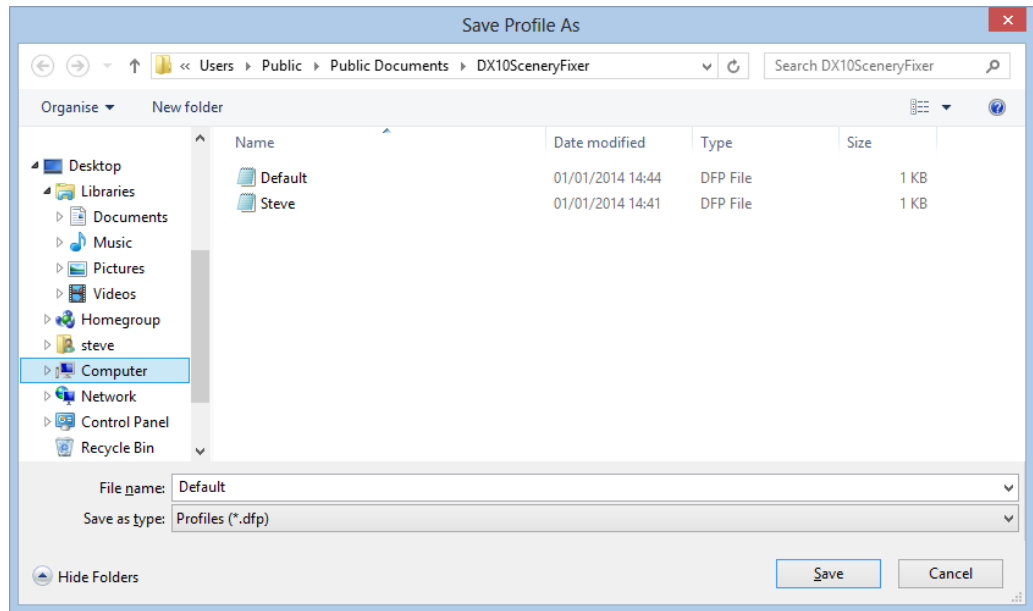 Save Profile As
« Users Public Public Documents DX10SceneryFixer Search DX10SceneryFixer
Organise New folder
Name Date modified Type Size
Desktop
Libraries
Documents
Music
Pictures
Videos
Homegroup
steve
Computer
Network
Control Panel
Recycle Bin
Default 01/01/2014 14:44 DFP File 1 KB
Steve 01/01/2014 14:41 DFP File 1 KB
File name: Default
Save as type: Profiles (*.dfp)
Hide Folders Save Cancel